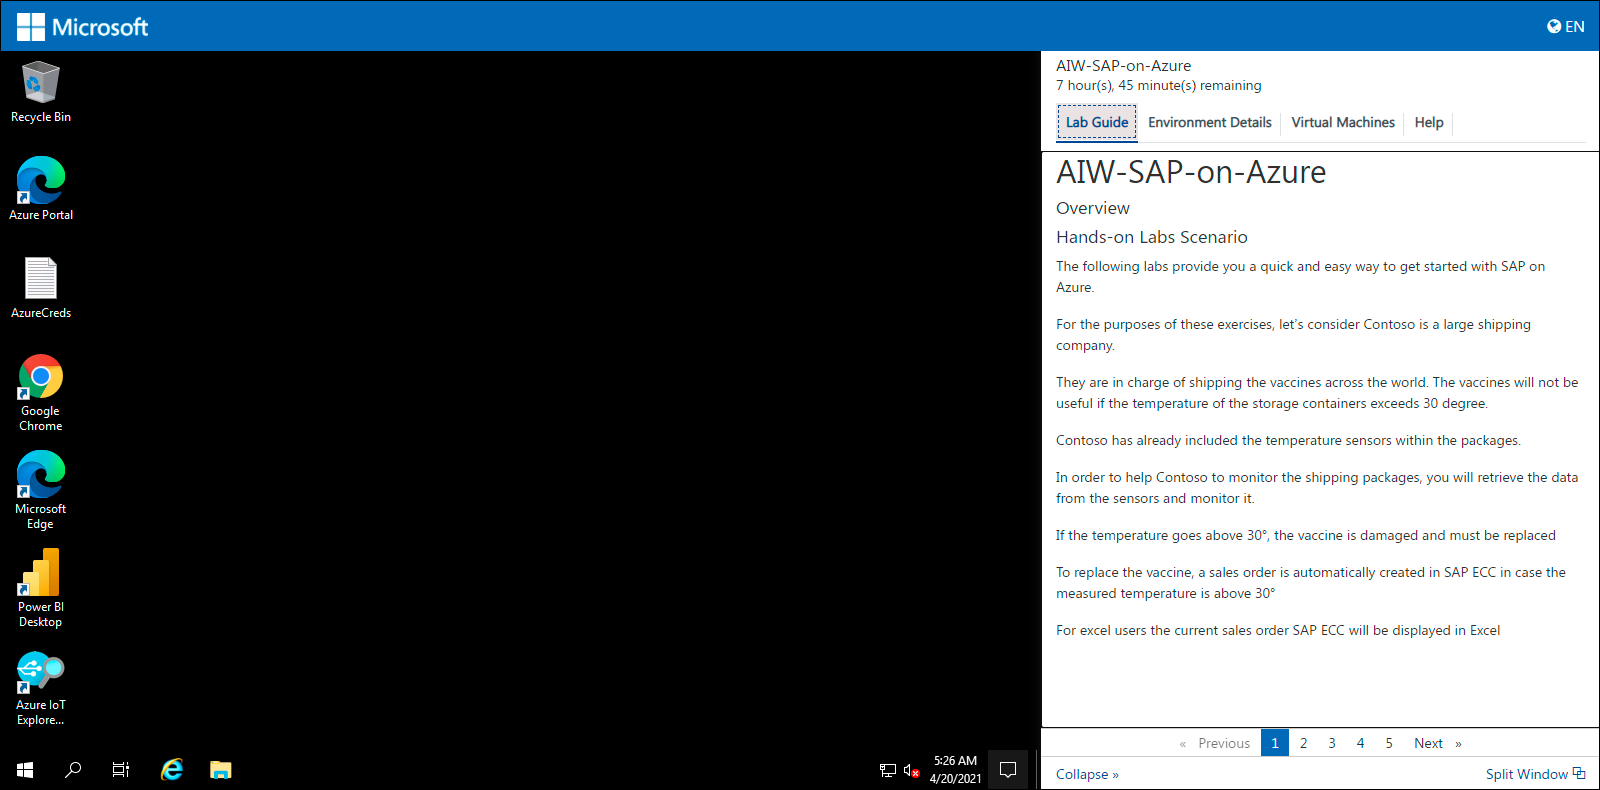 Microsoft
EN
Recycle Bin
Azure Portal
AzureCreds
Google
Chrome
Microsoft
Edge
Power BI
Desktop
Azure IoT
Explore...
5:26 AM
4/20/2021
AIW-SAP-on-Azure
7 hour(s), 45 minute(s) remaining
Lab Guide Environment Details Virtual Machines Help
AIW-SAP-on-Azure
Overview
Hands-on Labs Scenario
The following labs provide you a quick and easy way to get started with SAP on
Azure.
For the purposes of these exercises, let's consider Contoso is a large shipping
company.
They are in charge of shipping the vaccines across the world. The vaccines will not be
useful if the temperature of the storage containers exceeds 30 degree.
Contoso has already included the temperature sensors within the packages.
In order to help Contoso to monitor the shipping packages, you will retrieve the data
from the sensors and monitor it.
If the temperature goes above 30°, the vaccine is damaged and must be replaced
To replace the vaccine, a sales order is automatically created in SAP ECC in case the
measured temperature is above 30°
For excel users the current sales order SAP ECC will be displayed in Excel
« Previous 1 2 3 4 5 Next »
Collapse » Split Window